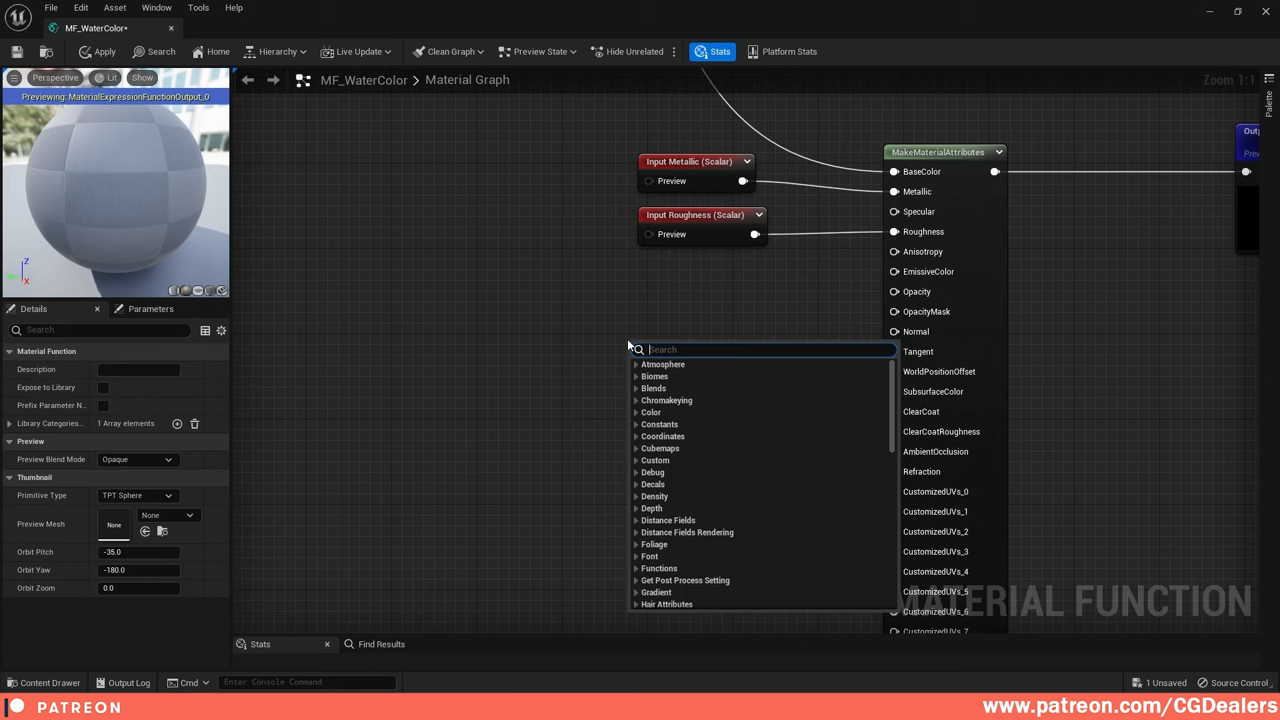 File Edit Asset Window Tools Help
MF_WaterColor*
Apply Search Home Hierarchy Live Update Clean Graph Preview State Hide Unrelated Stats Platform Stats
Perspective Lit Show
MF_WaterColor > Material Graph
Zoom 1:1
Palette
Previewing: MaterialExpressionFunctionOutput_0
Z
X
Details
Parameters
Search
Material Function
Description
Expose to Library
Prefix Parameter N...
Library Categories... 1 Array elements
Preview
Preview Blend Mode Opaque
Thumbnail
Primitive Type TPT Sphere
Preview Mesh None None
Orbit Pitch -35.0
Orbit Yaw -180.0
Orbit Zoom 0.0
Input Metallic (Scalar)
Preview
Input Roughness (Scalar)
Preview
Search
Atmosphere
Biomes
Blends
Chromakeying
Color
Constants
Coordinates
Cubemaps
Custom
Debug
Decals
Density
Depth
Distance Fields
Distance Fields Rendering
Foliage
Font
Functions
Get Post Process Setting
Gradient
Hair Attributes
MakeMaterialAttributes
BaseColor
Metallic
Specular
Roughness
Anisotropy
EmissiveColor
Opacity
OpacityMask
Normal
Tangent
WorldPositionOffset
SubsurfaceColor
ClearCoat
ClearCoatRoughness
AmbientOcclusion
Refraction
CustomizedUVs_0
CustomizedUVs_1
CustomizedUVs_2
CustomizedUVs_3
CustomizedUVs_4
CustomizedUVs_5
CustomizedUVs_6
CustomizedUVs_7
MATERIAL FUNCTION
Stats
Find Results
Content Drawer Output Log Cmd Enter Console Command 1 Unsaved Source Control
PATREON
www.patreon.com/CGDealers